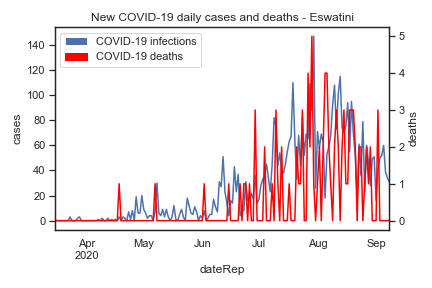 New COVID-19 daily cases and deaths - Eswatini
COVID-19 infections
COVID-19 deaths
cases
140
120
100
80
60
40
20
0
deaths
5
4
3
2
1
0
Apr
2020
May
Jun
Jul
Aug
Sep
dateRep